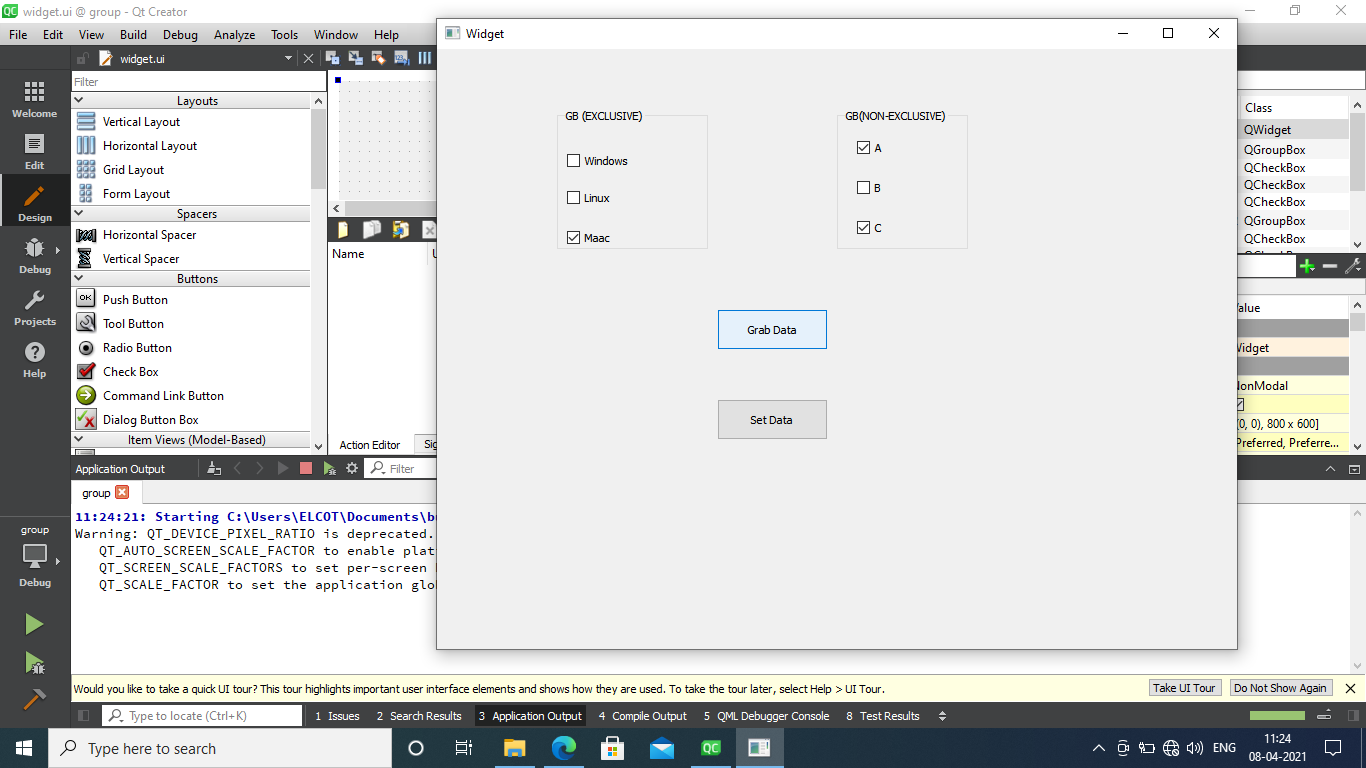 QC widget.ui @ group - Qt Creator
File Edit View Build Debug Analyze Tools Window Help
widget.ui
Welcome
Edit
Design
Debug
Projects
Help
group
Debug
Filter
Layouts
Vertical Layout
Horizontal Layout
Grid Layout
Form Layout
Spacers
Horizontal Spacer
Vertical Spacer
Buttons
OK Push Button
Tool Button
Radio Button
Check Box
Command Link Button
Dialog Button Box
Item Views (Model-Based)
Name
Action Editor
Widget
GB (EXCLUSIVE)
Windows
Linux
Maac
GB(NON-EXCLUSIVE)
A
B
C
Grab Data
Set Data
Class
QWidget
QGroupBox
QCheckBox
QCheckBox
QCheckBox
QGroupBox
QCheckBox
NonModal
(0, 0), 800 x 600]
Preferred, Preferre...
Application Output
Filter
group
11:24:21: Starting C:\Users\ELCOT\Documents\b
Warning: QT_DEVICE_PIXEL_RATIO is deprecated.
QT_AUTO_SCREEN_SCALE_FACTOR to enable plat
QT_SCREEN_SCALE_FACTORS to set per-screen
QT_SCALE_FACTOR to set the application glo
Would you like to take a quick UI tour? This tour highlights important user interface elements and shows how they are used. To take the tour later, select Help > UI Tour.
Take UI Tour
Do Not Show Again
Type to locate (Ctrl+K)
1 Issues 2 Search Results 3 Application Output 4 Compile Output 5 QML Debugger Console 8 Test Results
Type here to search
QC
ENG
11:24
08-04-2021